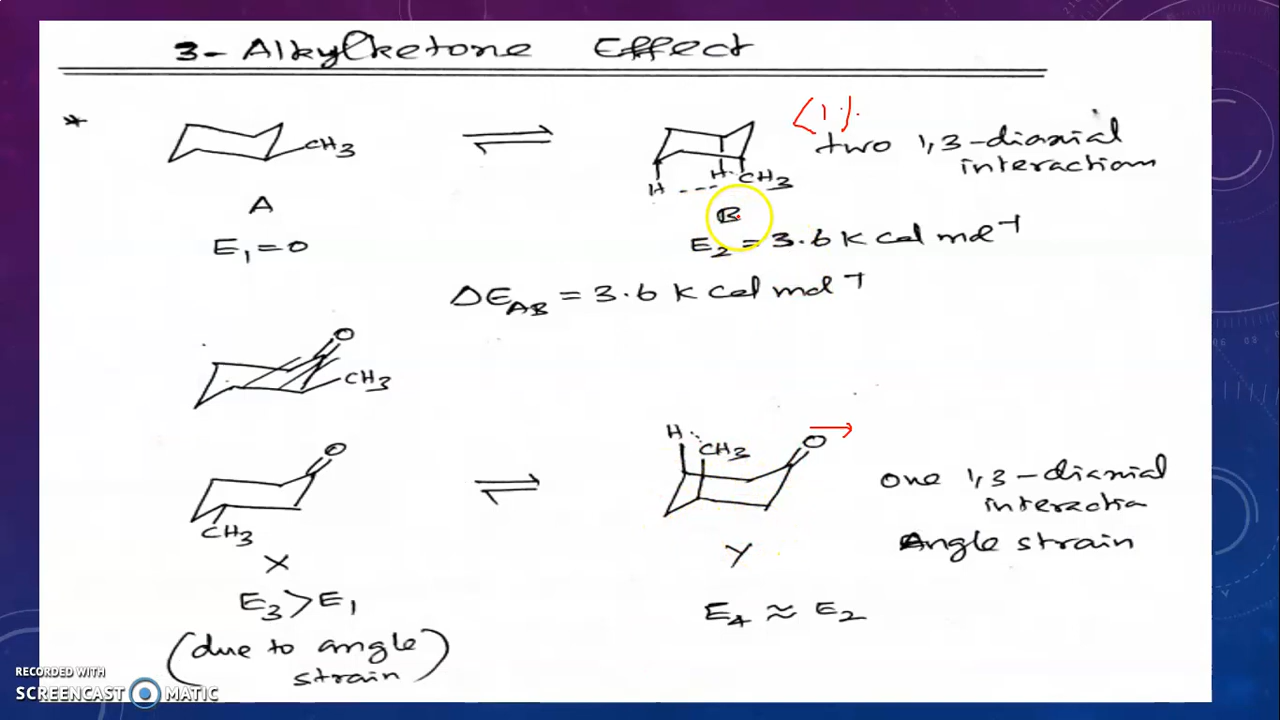 3- Alkylketone Effect
*
CH3
A
E1=0
<1%
two 1,3-diaxial
interactions
H
H
CH3
B
E2 = 3.6 K cal mol-1
ΔEAB = 3.6 K cal mol-1
O
CH3
O
CH3
X
E3>E1
(due to angle
strain)
H
CH3
O
Y
E4 ≈ E2
one 1,3-diaxial
interaction
Angle strain
RECORDED WITH
SCREENCAST MATIC